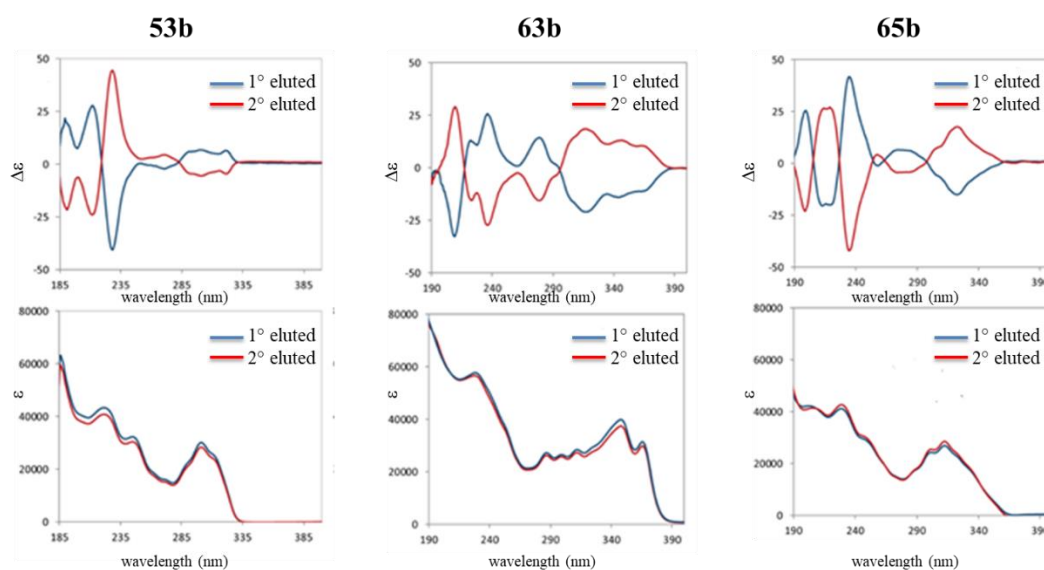 53b
63b
65b
50
25
0
-25
-50
Δε
1° eluted
2° eluted
185
235
285
335
385
wavelength (nm)
50
25
0
-25
-50
Δε
1° eluted
2° eluted
190
240
290
340
390
wavelength (nm)
50
25
0
-25
-50
Δε
1° eluted
2° eluted
190
240
290
340
390
wavelength (nm)
80000
60000
40000
20000
0
ε
1° eluted
2° eluted
185
235
285
335
385
wavelength (nm)
80000
60000
40000
20000
0
ε
1° eluted
2° eluted
190
240
290
340
390
wavelength (nm)
80000
60000
40000
20000
0
ε
1° eluted
2° eluted
190
240
290
340
390
wavelength (nm)